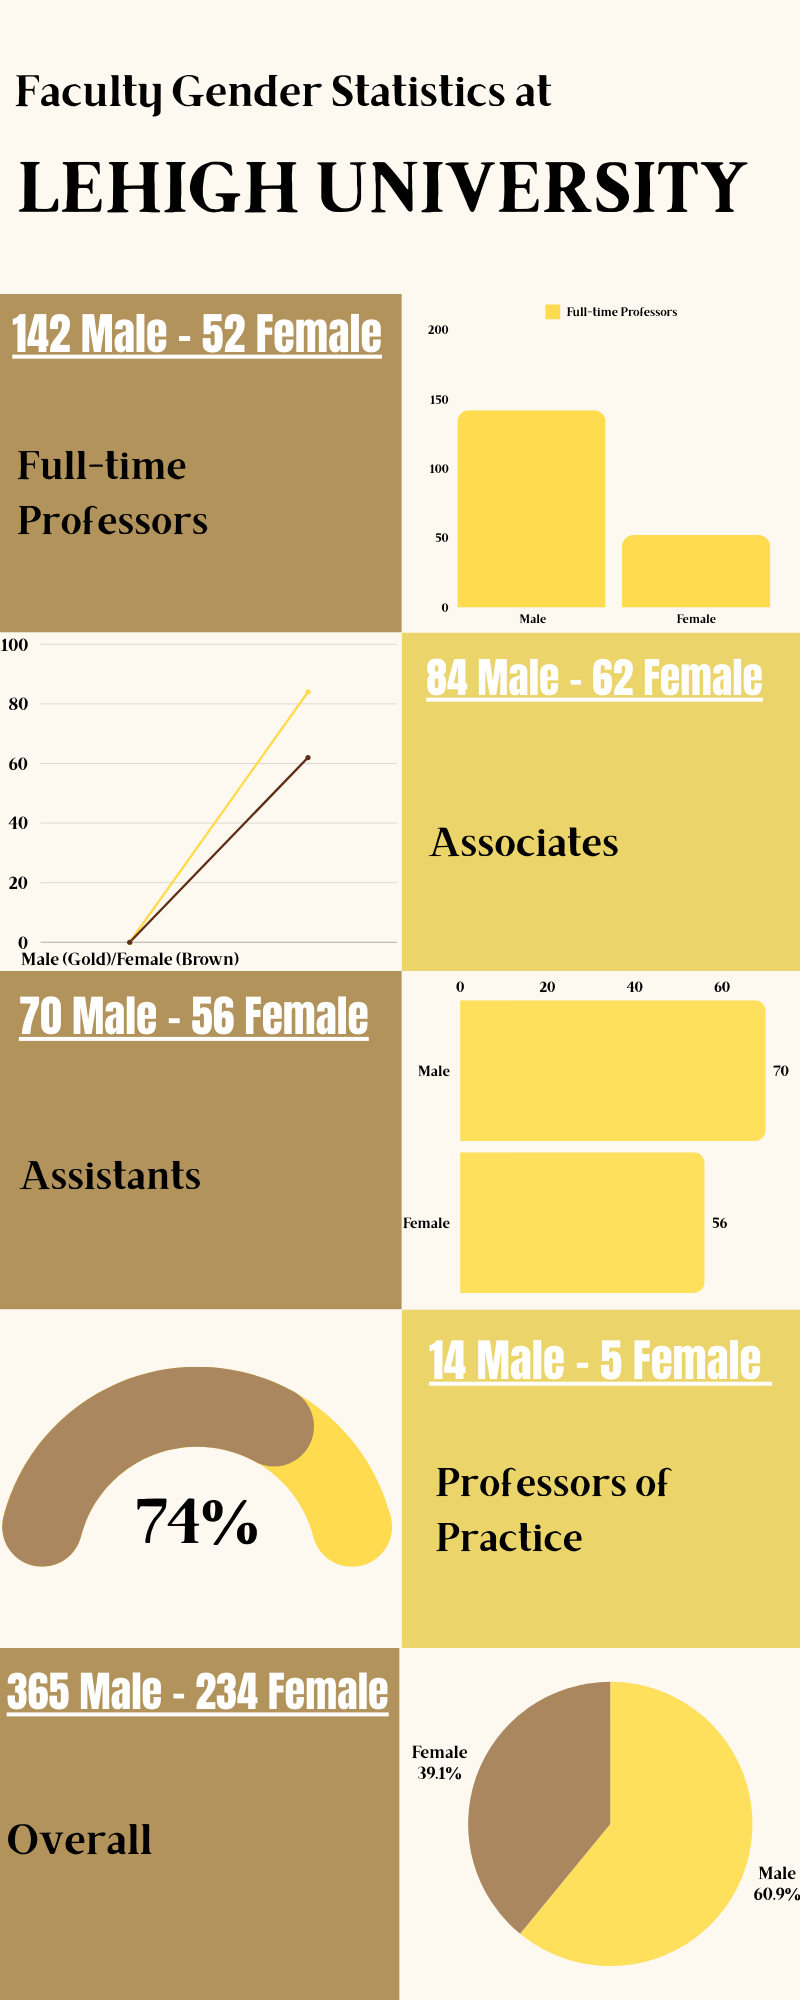 Faculty Gender Statistics at
LEHIGH UNIVERSITY
142 Male - 52 Female
Full-time
Professors
Full-time Professors
200
150
100
50
0
Male
Female
100
80
60
40
20
0
Male (Gold)/Female (Brown)
84 Male - 62 Female
Associates
70 Male - 56 Female
Assistants
0 20 40 60
Male
70
Female
56
74%
14 Male - 5 Female
Professors of
Practice
365 Male - 234 Female
Overall
Female
39.1%
Male
60.9%